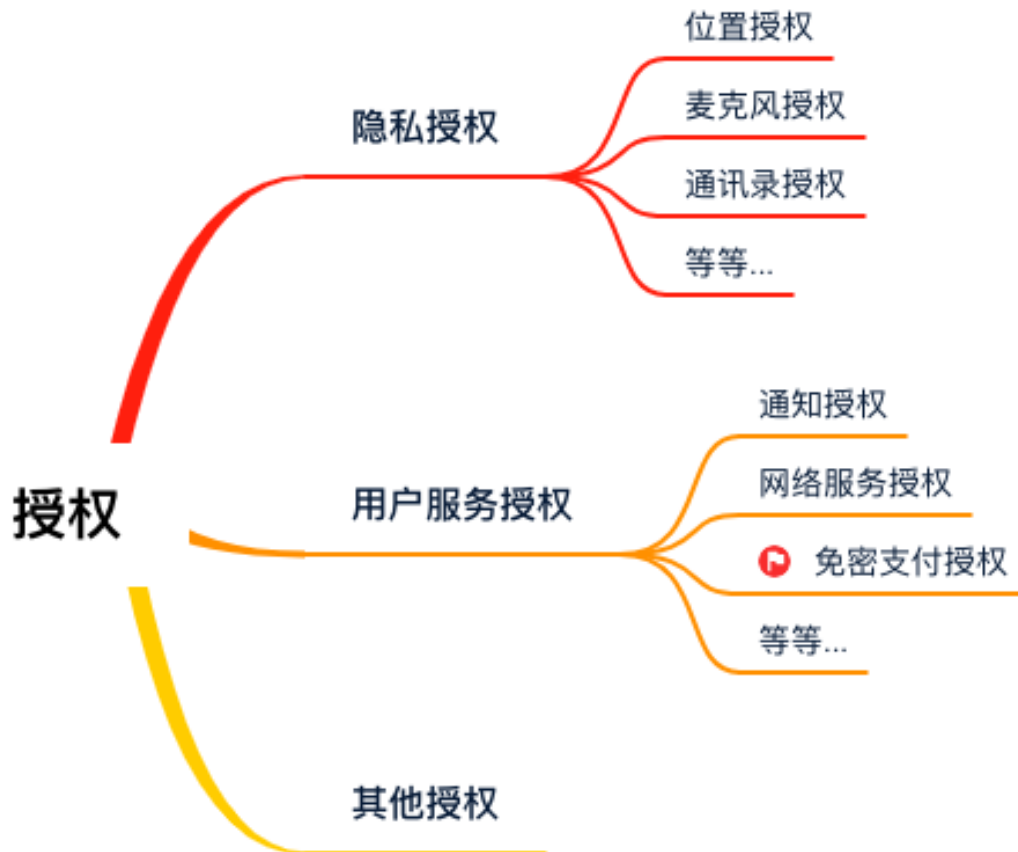 位置授权
隐私授权
麦克风授权
通讯录授权
等等...
通知授权
授权
用户服务授权
网络服务授权
免密支付授权
等等...
其他授权